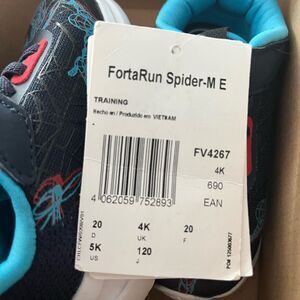 FortaRun Spider-M E
TRAINING
Hecho en / Produzido em VIETNAM
FV4267
4K
690
4 062059 752893
EAN
20 4K 20
D UK F
5K 120
US J